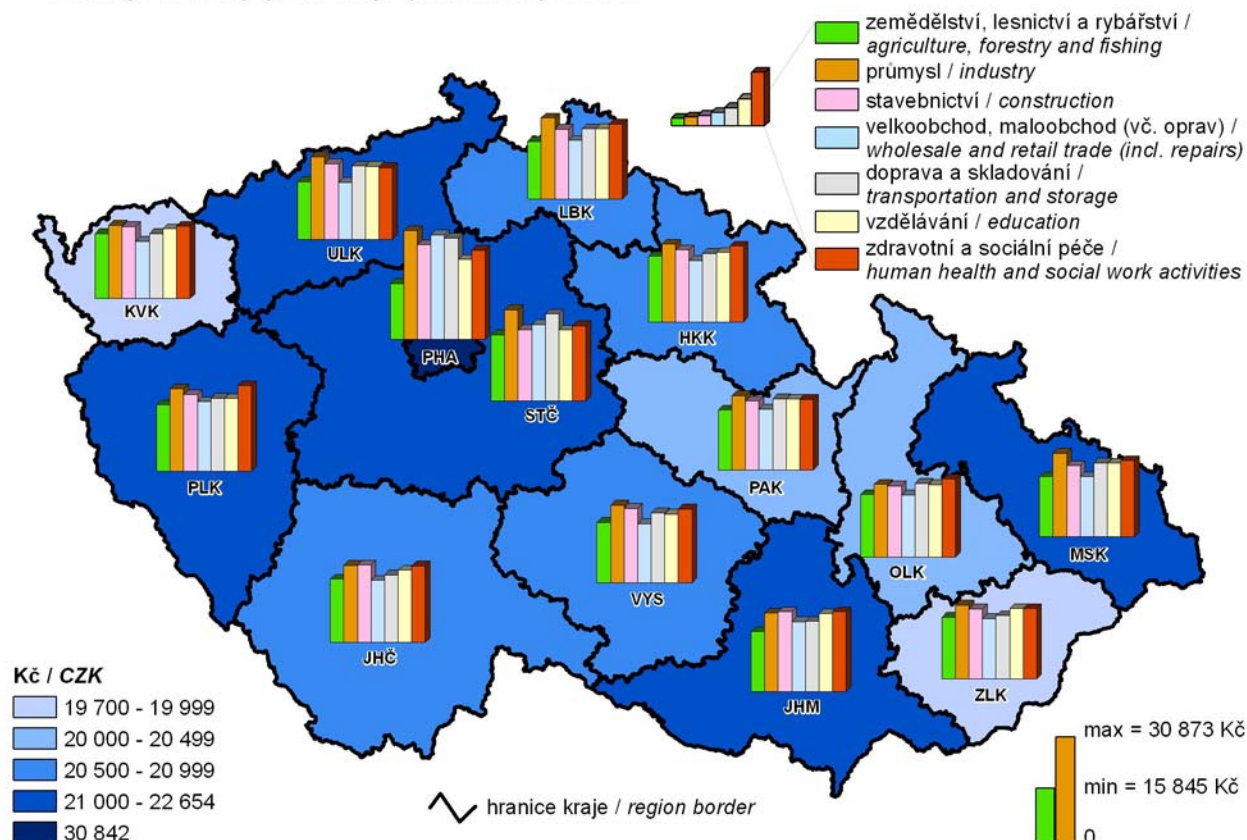 zemědělství, lesnictví a rybářství /
agriculture, forestry and fishing
průmysl / industry
stavebnictví / construction
velkoobchod, maloobchod (vč. oprav) /
wholesale and retail trade (incl. repairs)
doprava a skladování /
transportation and storage
vzdělávání / education
zdravotní a sociální péče /
human health and social work activities
LBK
ULK
KVK
HKK
PHA
STČ
PLK
PAK
OLK
MSK
VYS
JHČ
ZLK
JHM
Kč / CZK
19 700 - 19 999
20 000 - 20 499
20 500 - 20 999
21 000 - 22 654
30 842
hranice kraje / region border
max = 30 873 Kč
min = 15 845 Kč
0